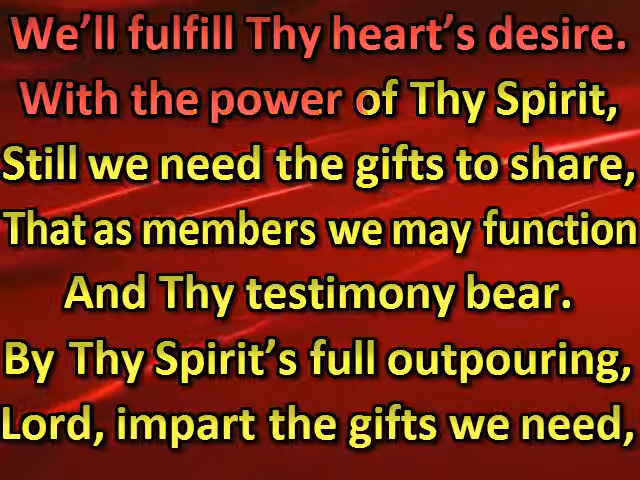 We'll fulfill Thy heart's desire.
With the power of Thy Spirit,
Still we need the gifts to share,
That as members we may function
And Thy testimony bear.
By Thy Spirit's full outpouring,
Lord, impart the gifts we need,